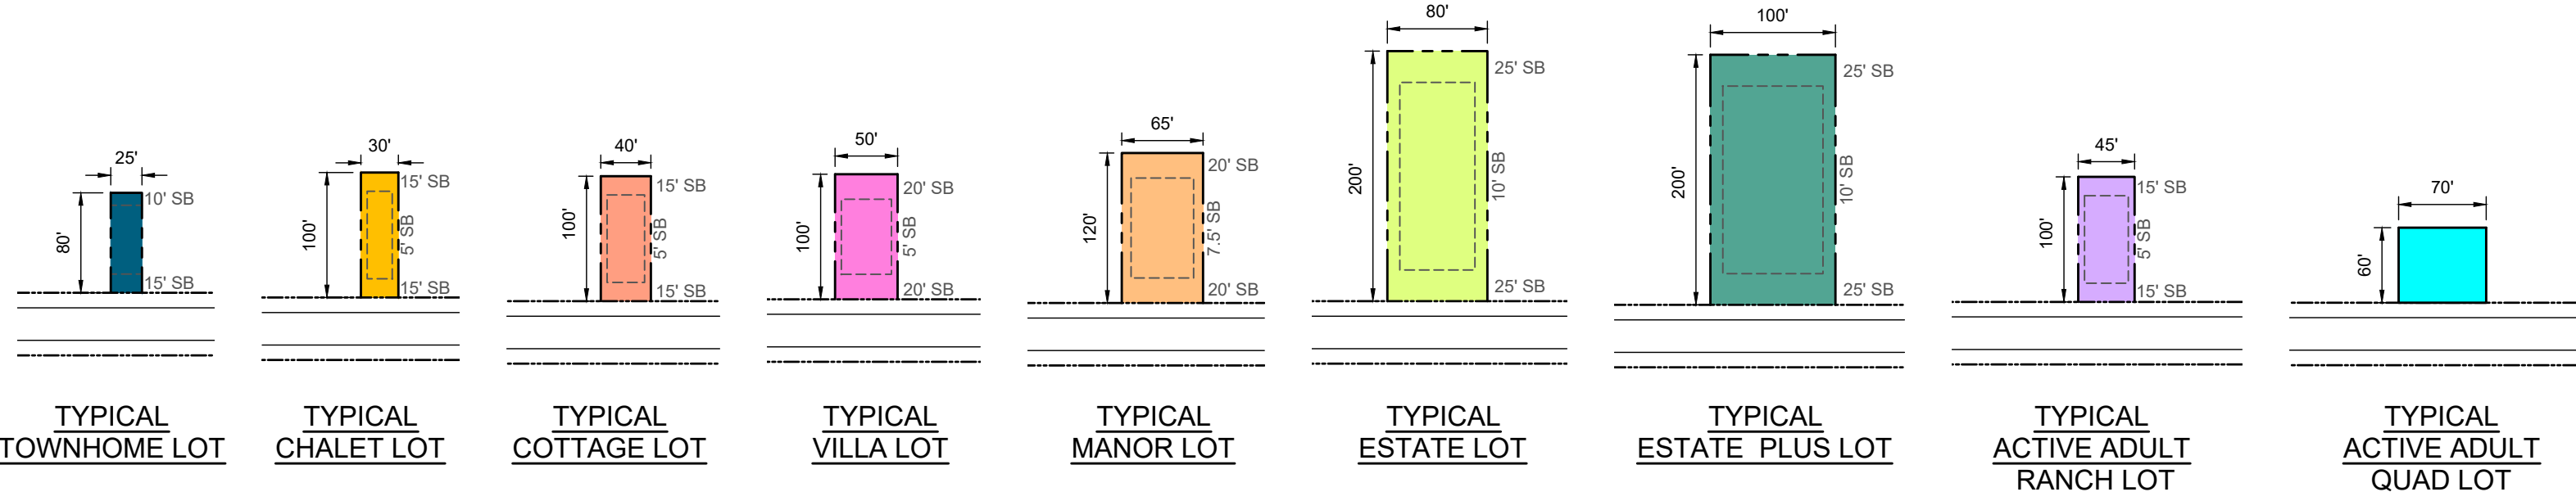 25'
10' SB
80'
15' SB
TYPICAL
TOWNHOME LOT
30'
15' SB
100'
5' SB
15' SB
TYPICAL
CHALET LOT
40'
15' SB
100'
5' SB
15' SB
TYPICAL
COTTAGE LOT
50'
20' SB
100'
5' SB
20' SB
TYPICAL
VILLA LOT
65'
20' SB
120'
7.5' SB
20' SB
TYPICAL
MANOR LOT
80'
25' SB
200'
10' SB
25' SB
TYPICAL
ESTATE LOT
100'
25' SB
200'
10' SB
25' SB
TYPICAL
ESTATE PLUS LOT
45'
15' SB
100'
5' SB
15' SB
TYPICAL
ACTIVE ADULT
RANCH LOT
70'
60'
TYPICAL
ACTIVE ADULT
QUAD LOT